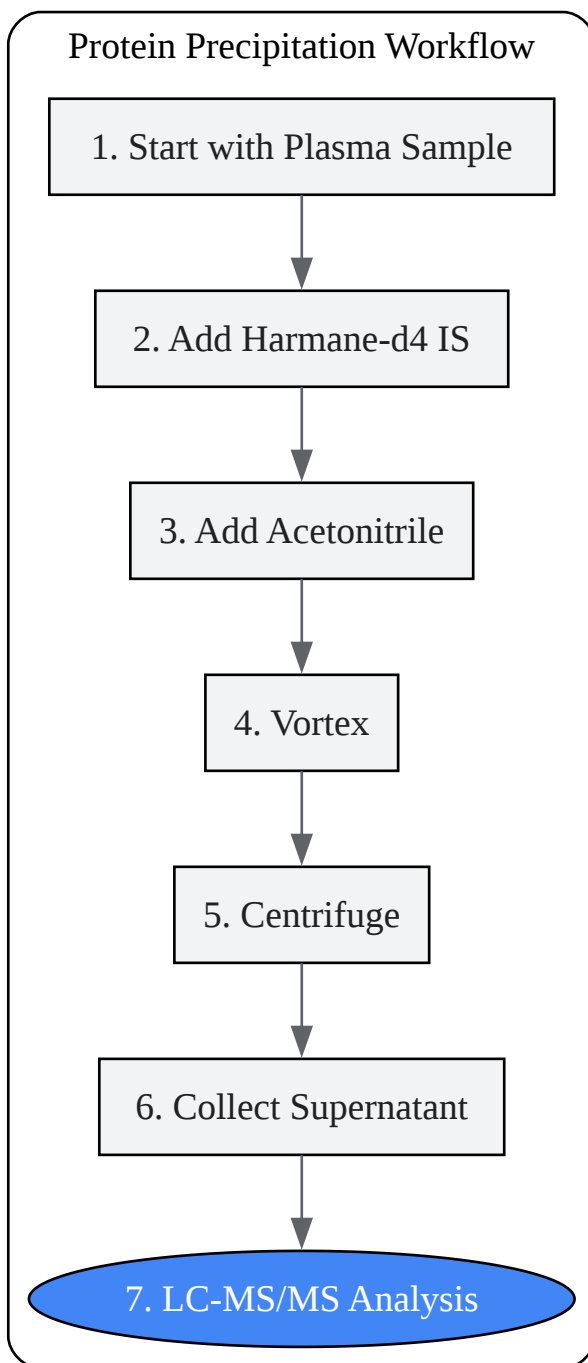 Protein Precipitation Workflow
1. Start with Plasma Sample
2. Add Harmane-d4 IS
3. Add Acetonitrile
4. Vortex
5. Centrifuge
6. Collect Supernatant
7. LC-MS/MS Analysis